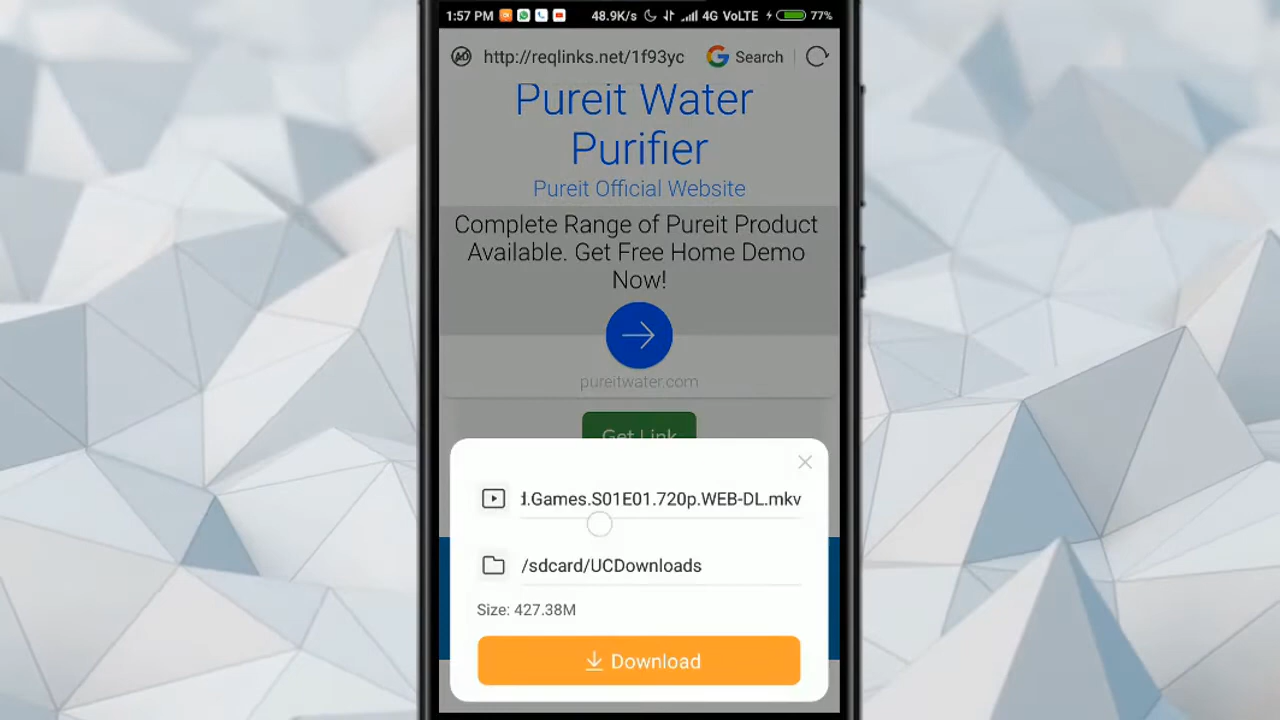 1:57 PM 48.9K/s 4G VoLTE 77%
http://reqlinks.net/1f93yc Search
Pureit Water
Purifier
Pureit Official Website
Complete Range of Pureit Product
Available. Get Free Home Demo
Now!
pureitwater.com
Get Link
d.Games.S01E01.720p.WEB-DL.mkv
/sdcard/UCDownloads
Size: 427.38M
Download